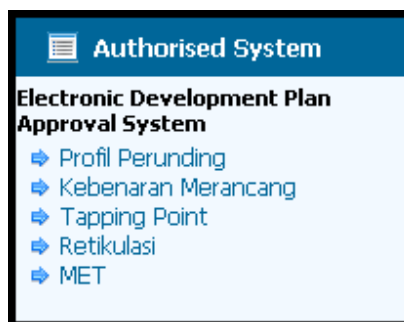 Authorised System
Electronic Development Plan
Approval System
Profil Perunding
Kebenaran Merancang
Tapping Point
Retikulasi
MET